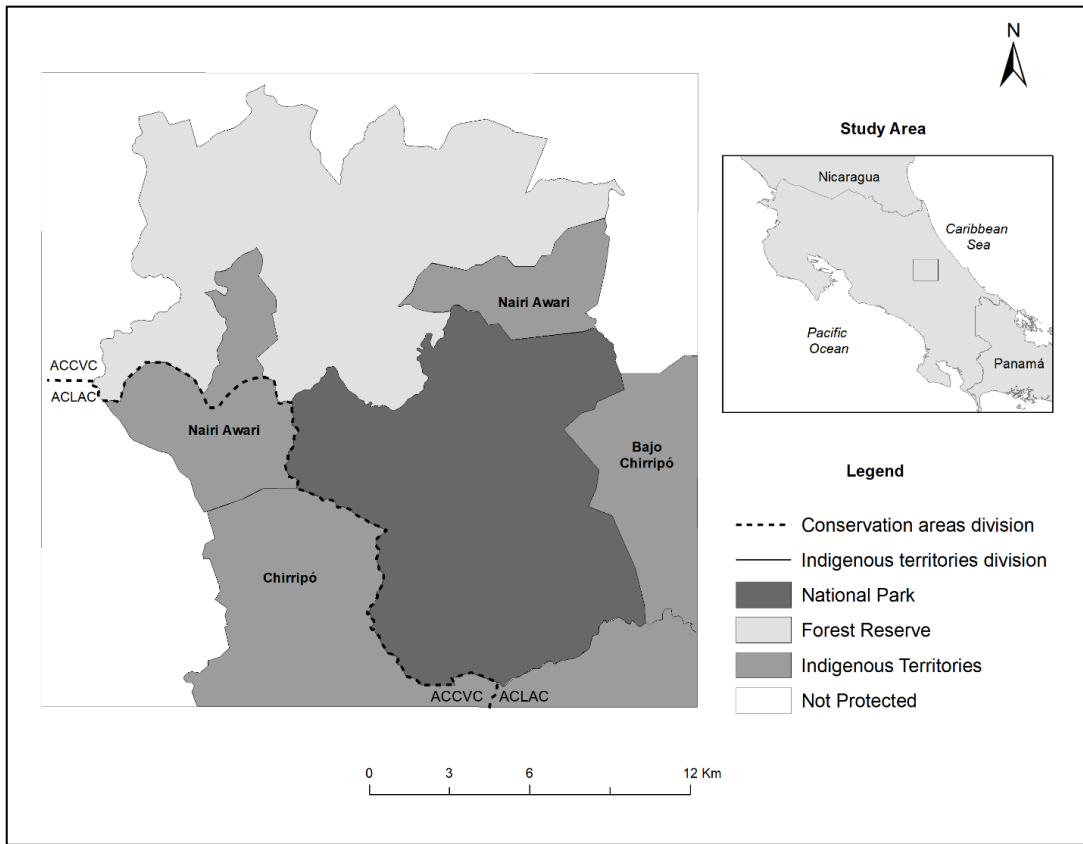 N
Study Area
Nicaragua
Caribbean
Sea
Pacific
Ocean
Panamá
Nairi Awari
ACCVC
ACLAC
Nairi Awari
Bajo
Chirripó
Chirripó
ACCVC ACLAC
Legend
Conservation areas division
Indigenous territories division
National Park
Forest Reserve
Indigenous Territories
Not Protected
0 3 6 12 Km